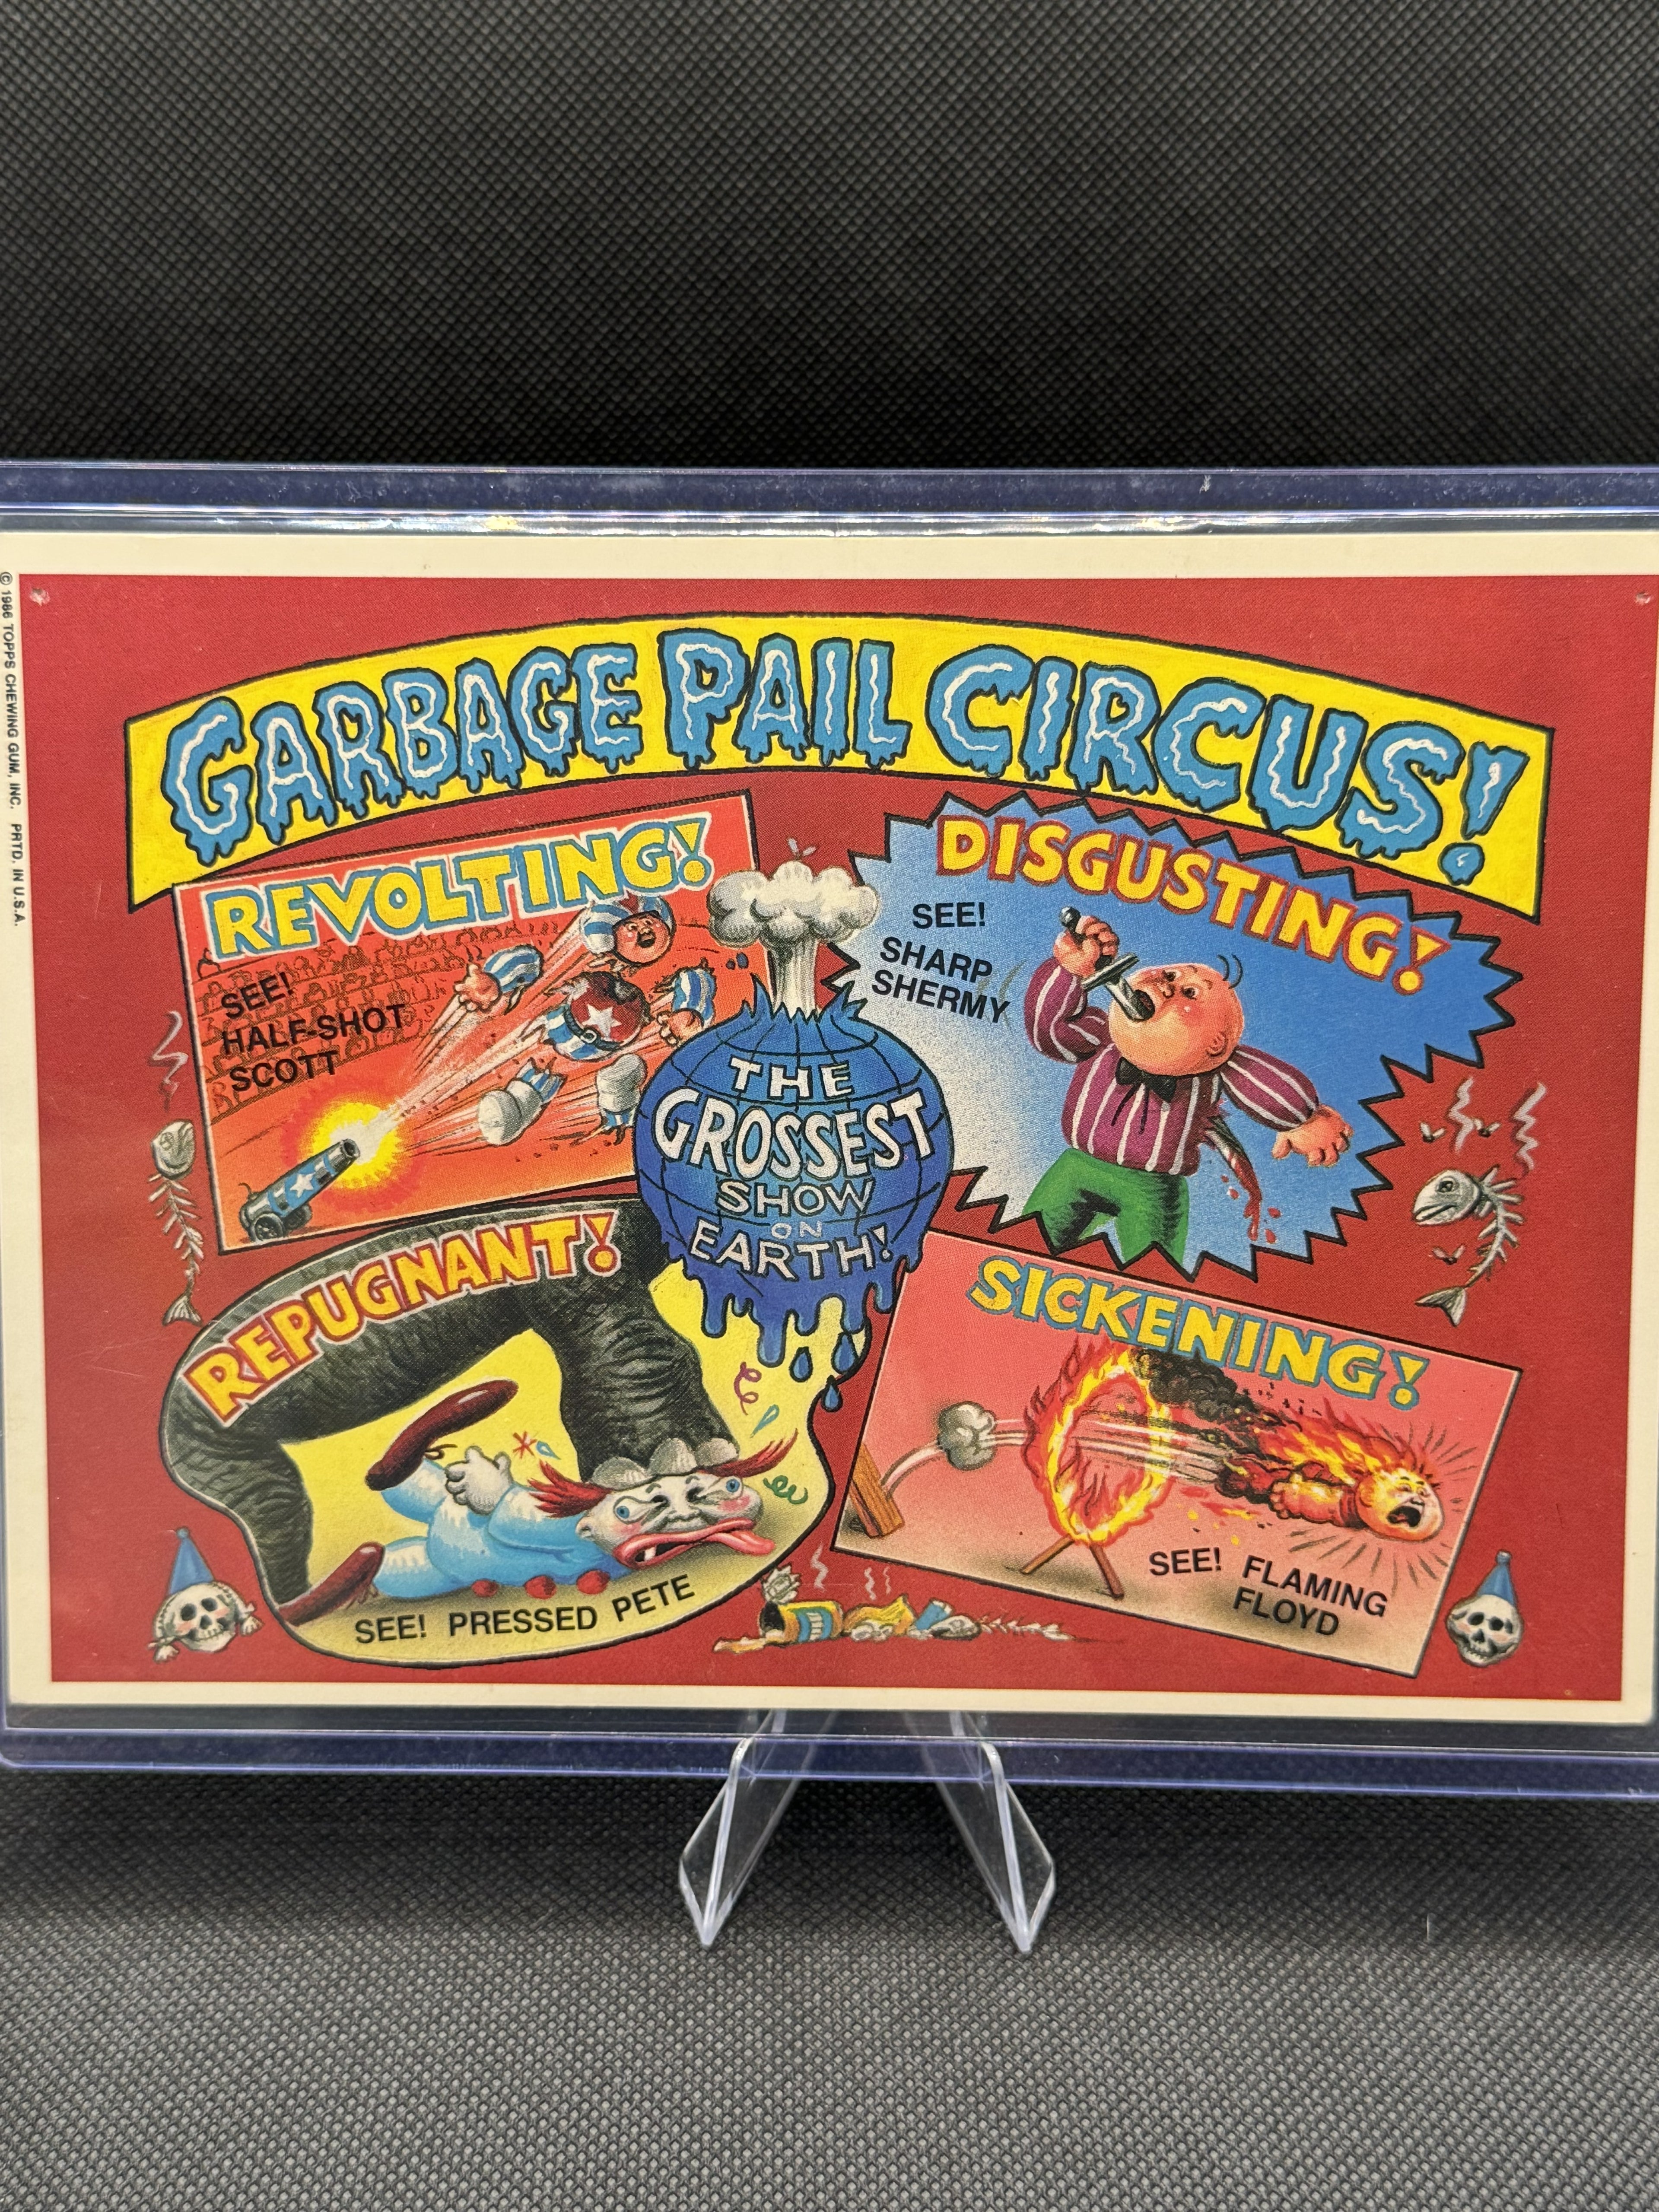 © 1986 TOPPS CHEWING GUM, INC. PRTD. IN U.S.A.
GARBAGE PAIL CIRCUS!
REVOLTING!
SEE!
HALF-SHOT
SCOTT
DISGUSTING!
SEE!
SHARP
SHERMY
THE
GROSSEST
SHOW
ON
EARTH!
REPUGNANT!
SEE! PRESSED PETE
SICKENING!
SEE! FLAMING
FLOYD